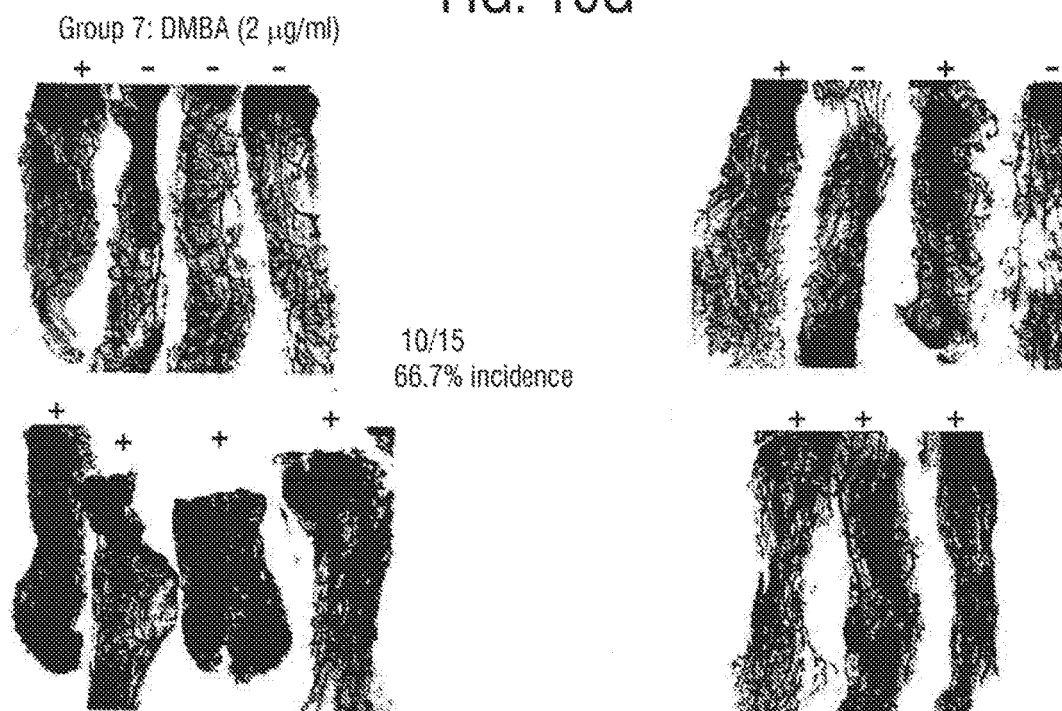 Group 7: DMBA (2 µg/ml)
+ - - -
+ - + -
10/15
66.7% incidence
+ + + +
+ + +